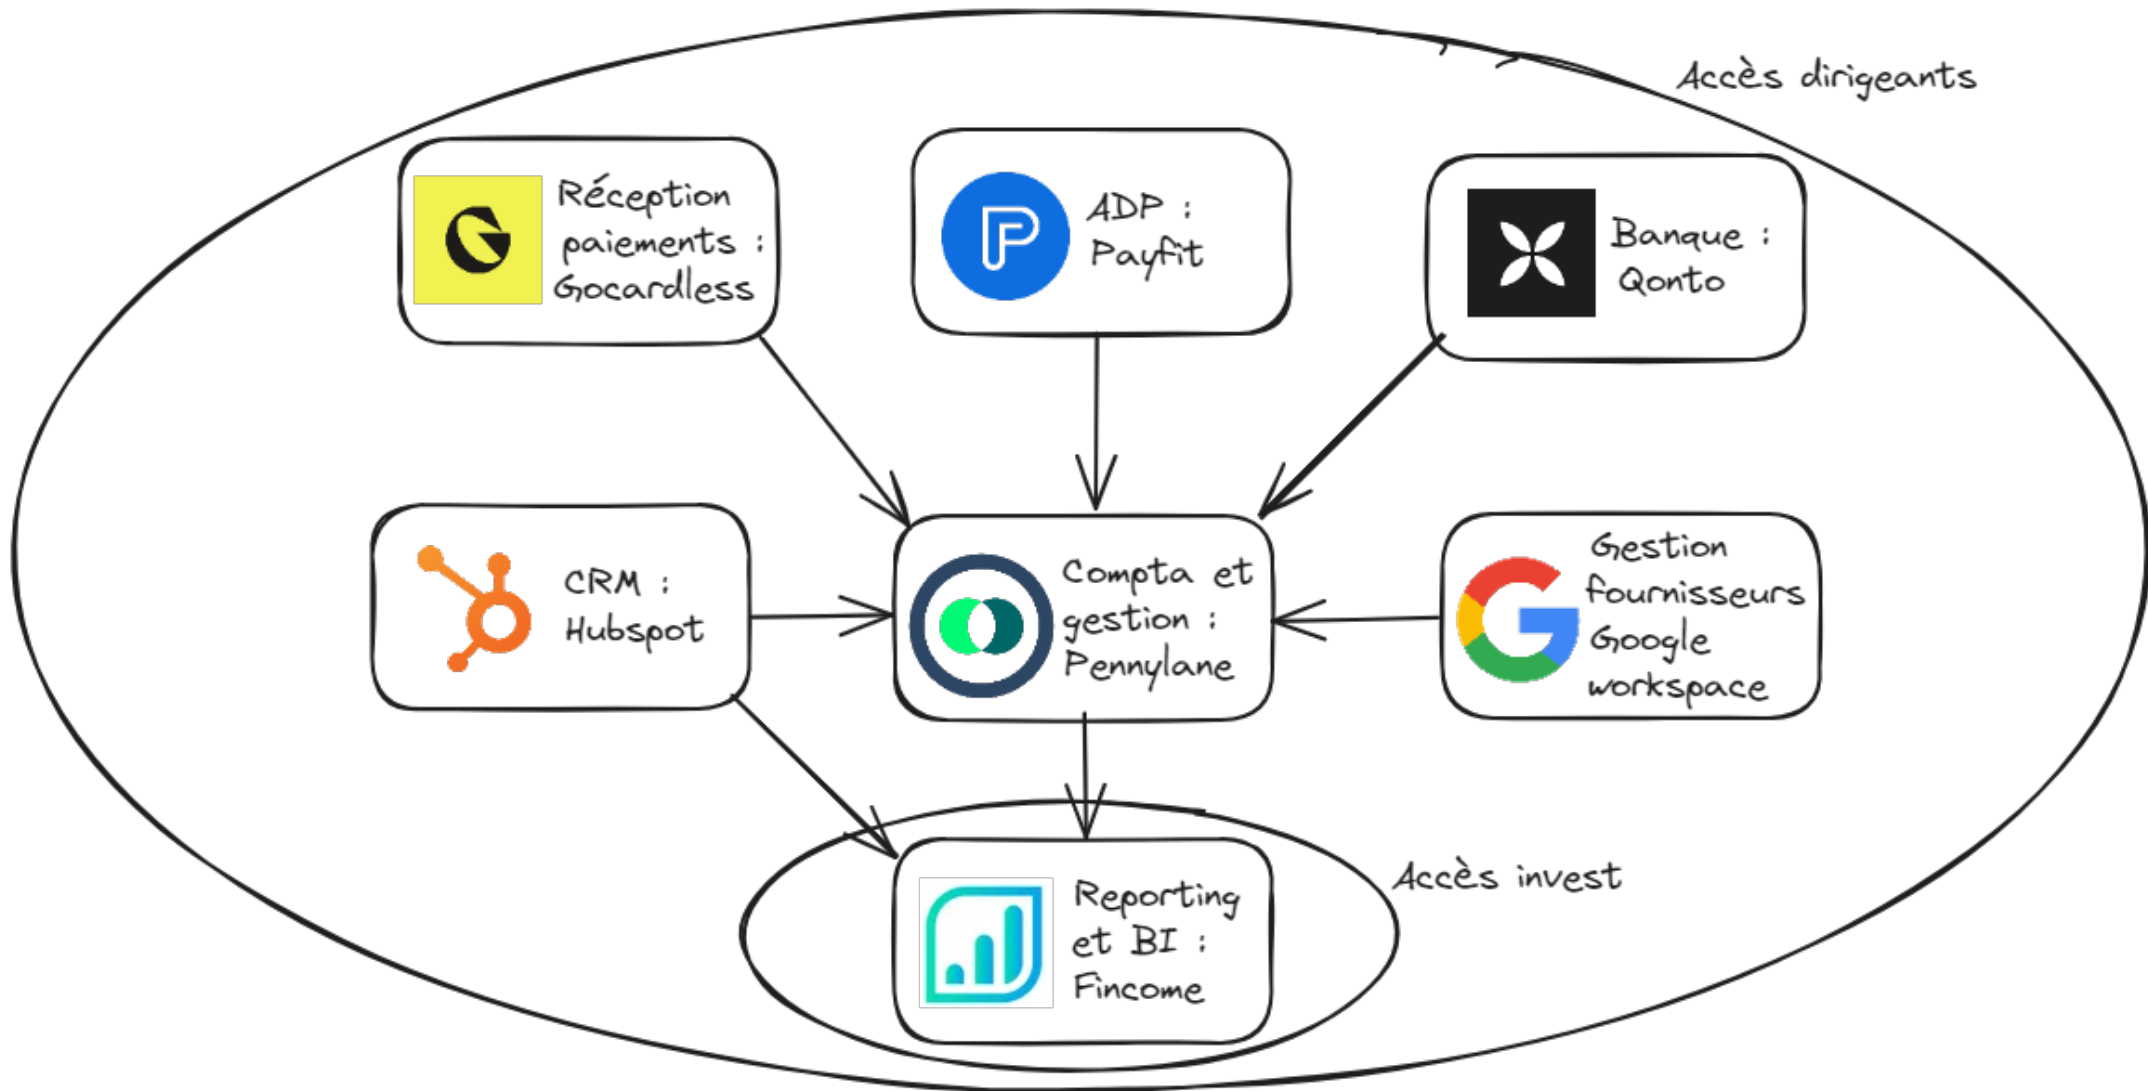 Accès dirigeants
Réception
paiements :
Gocardless
ADP :
Payfit
Banque :
Qonto
CRM :
Hubspot
Compta et
gestion :
Pennylane
Gestion
fournisseurs
Google
workspace
Accès invest
Reporting
et BI :
Fincome